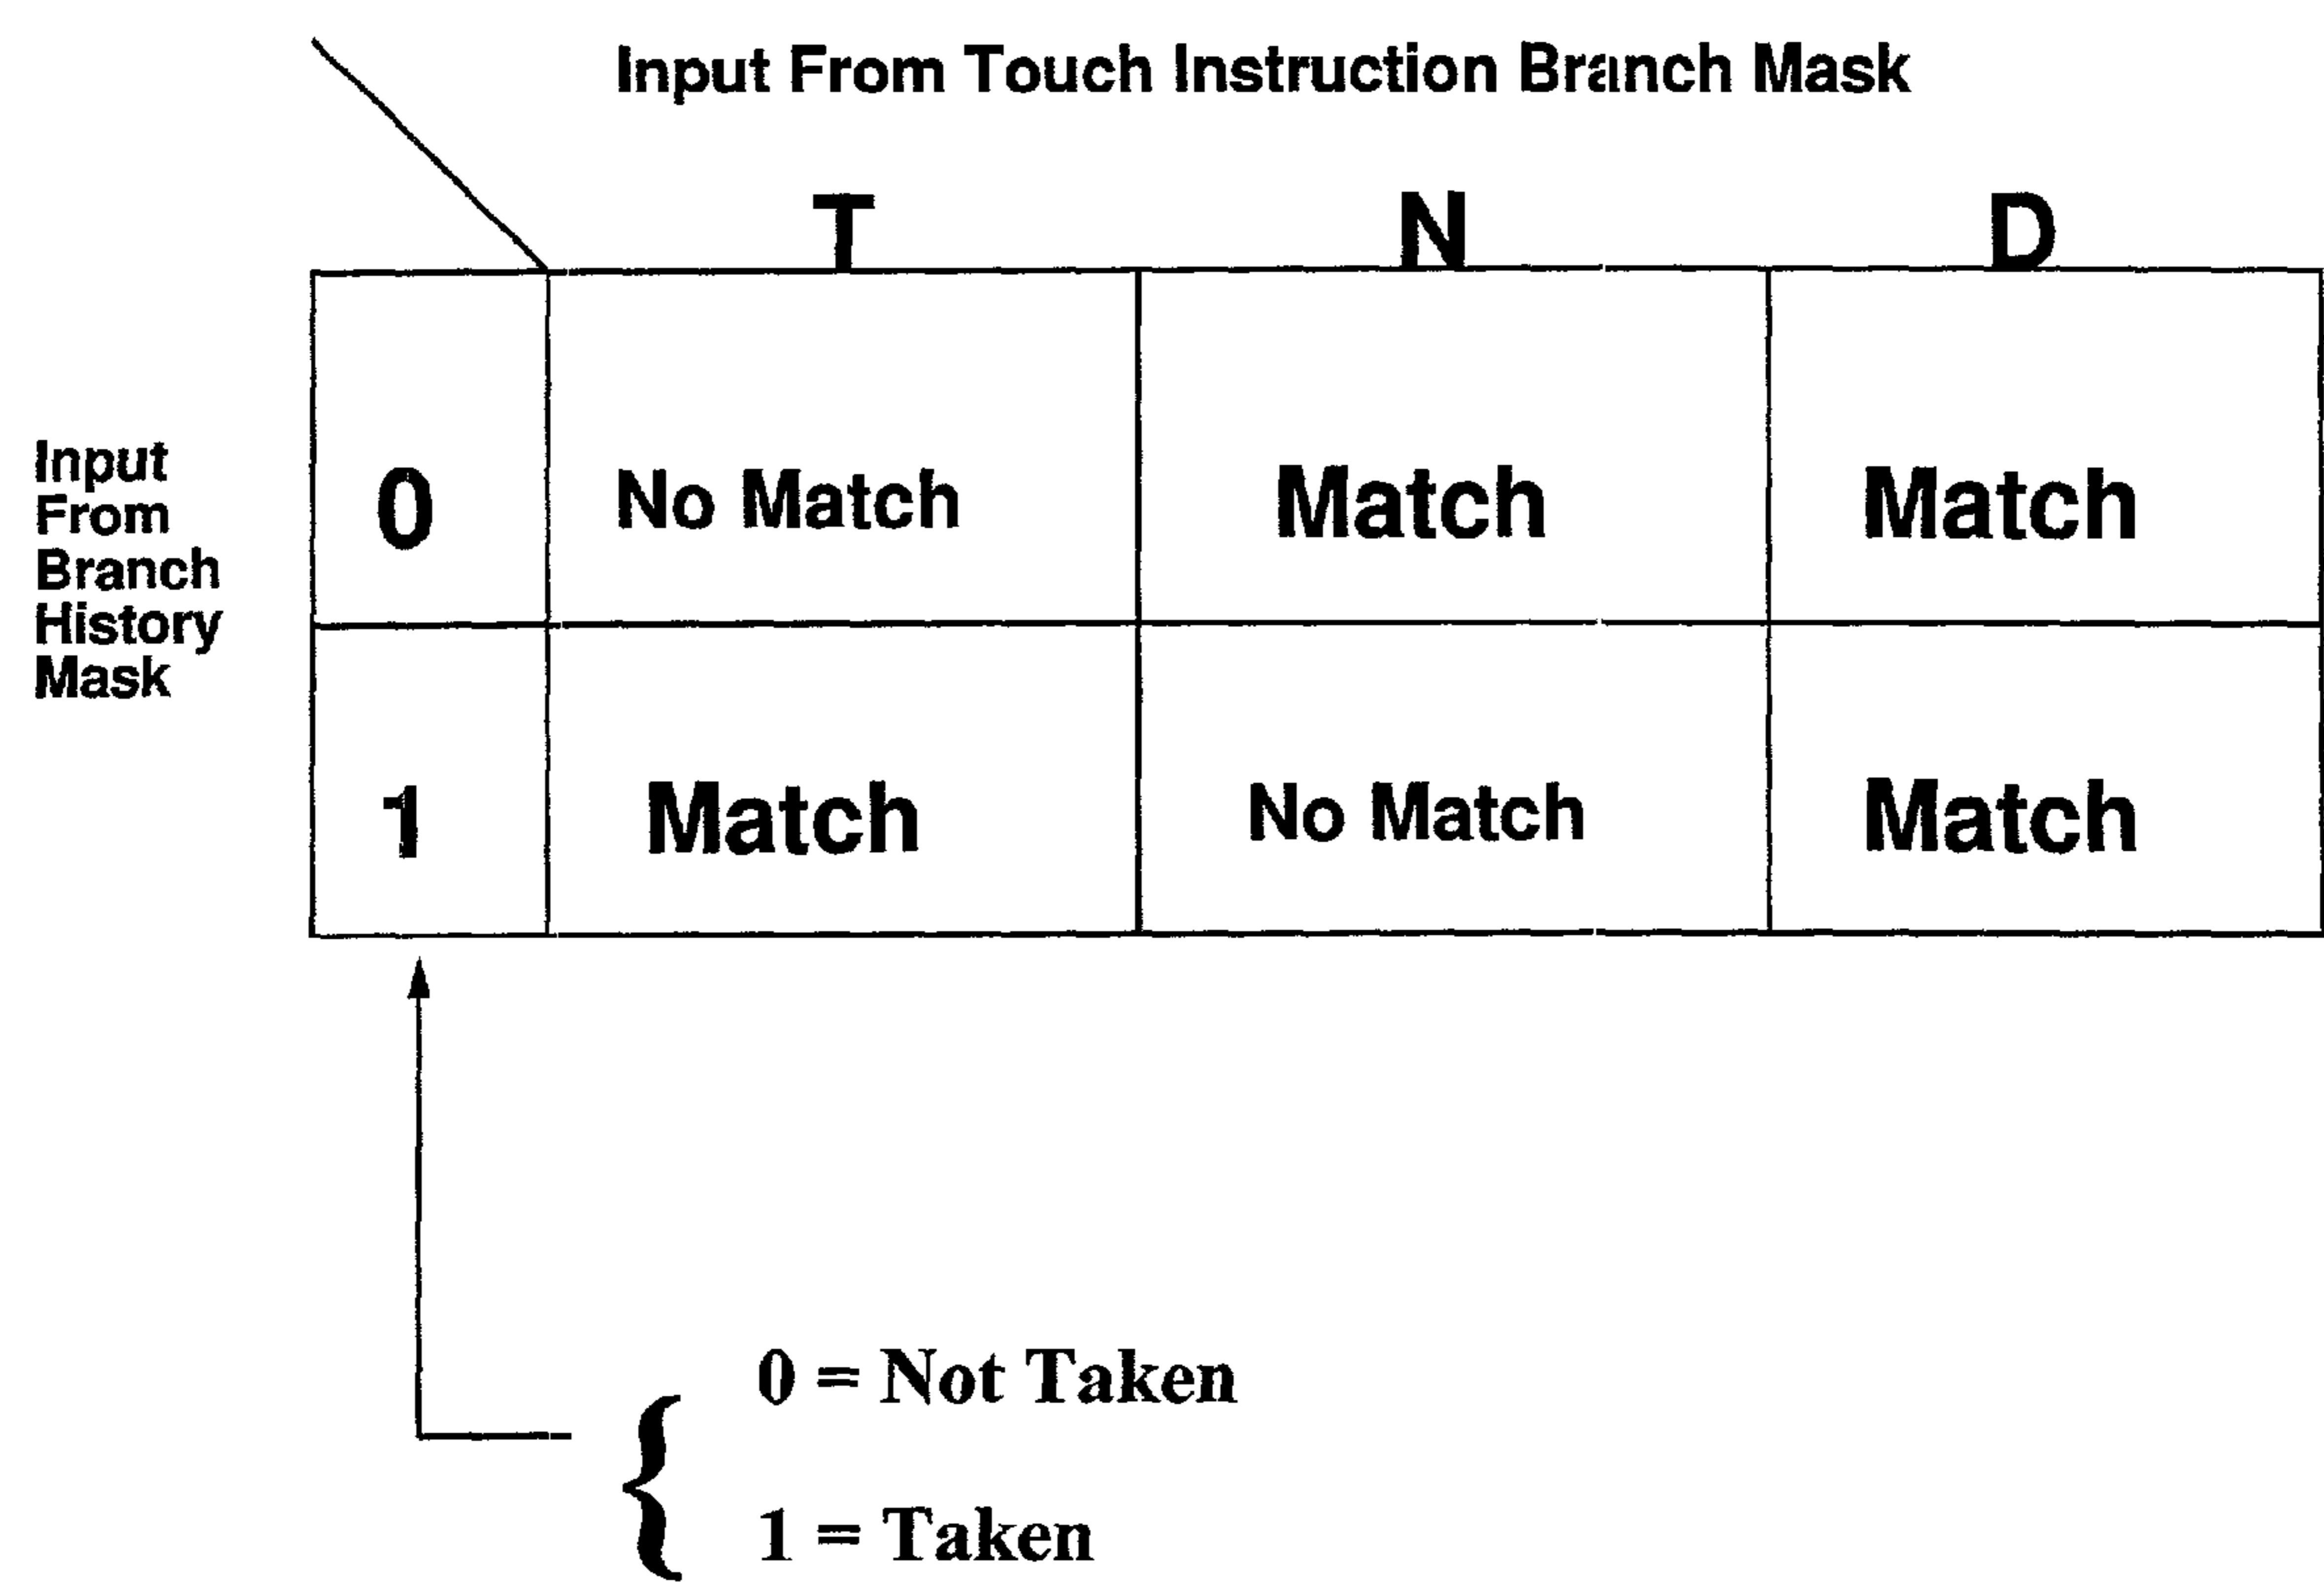 Input From Touch Instruction Branch Mask
T N D
Input
From
Branch
History
Mask
0 No Match Match Match
1 Match No Match Match
0 = Not Taken
1 = Taken